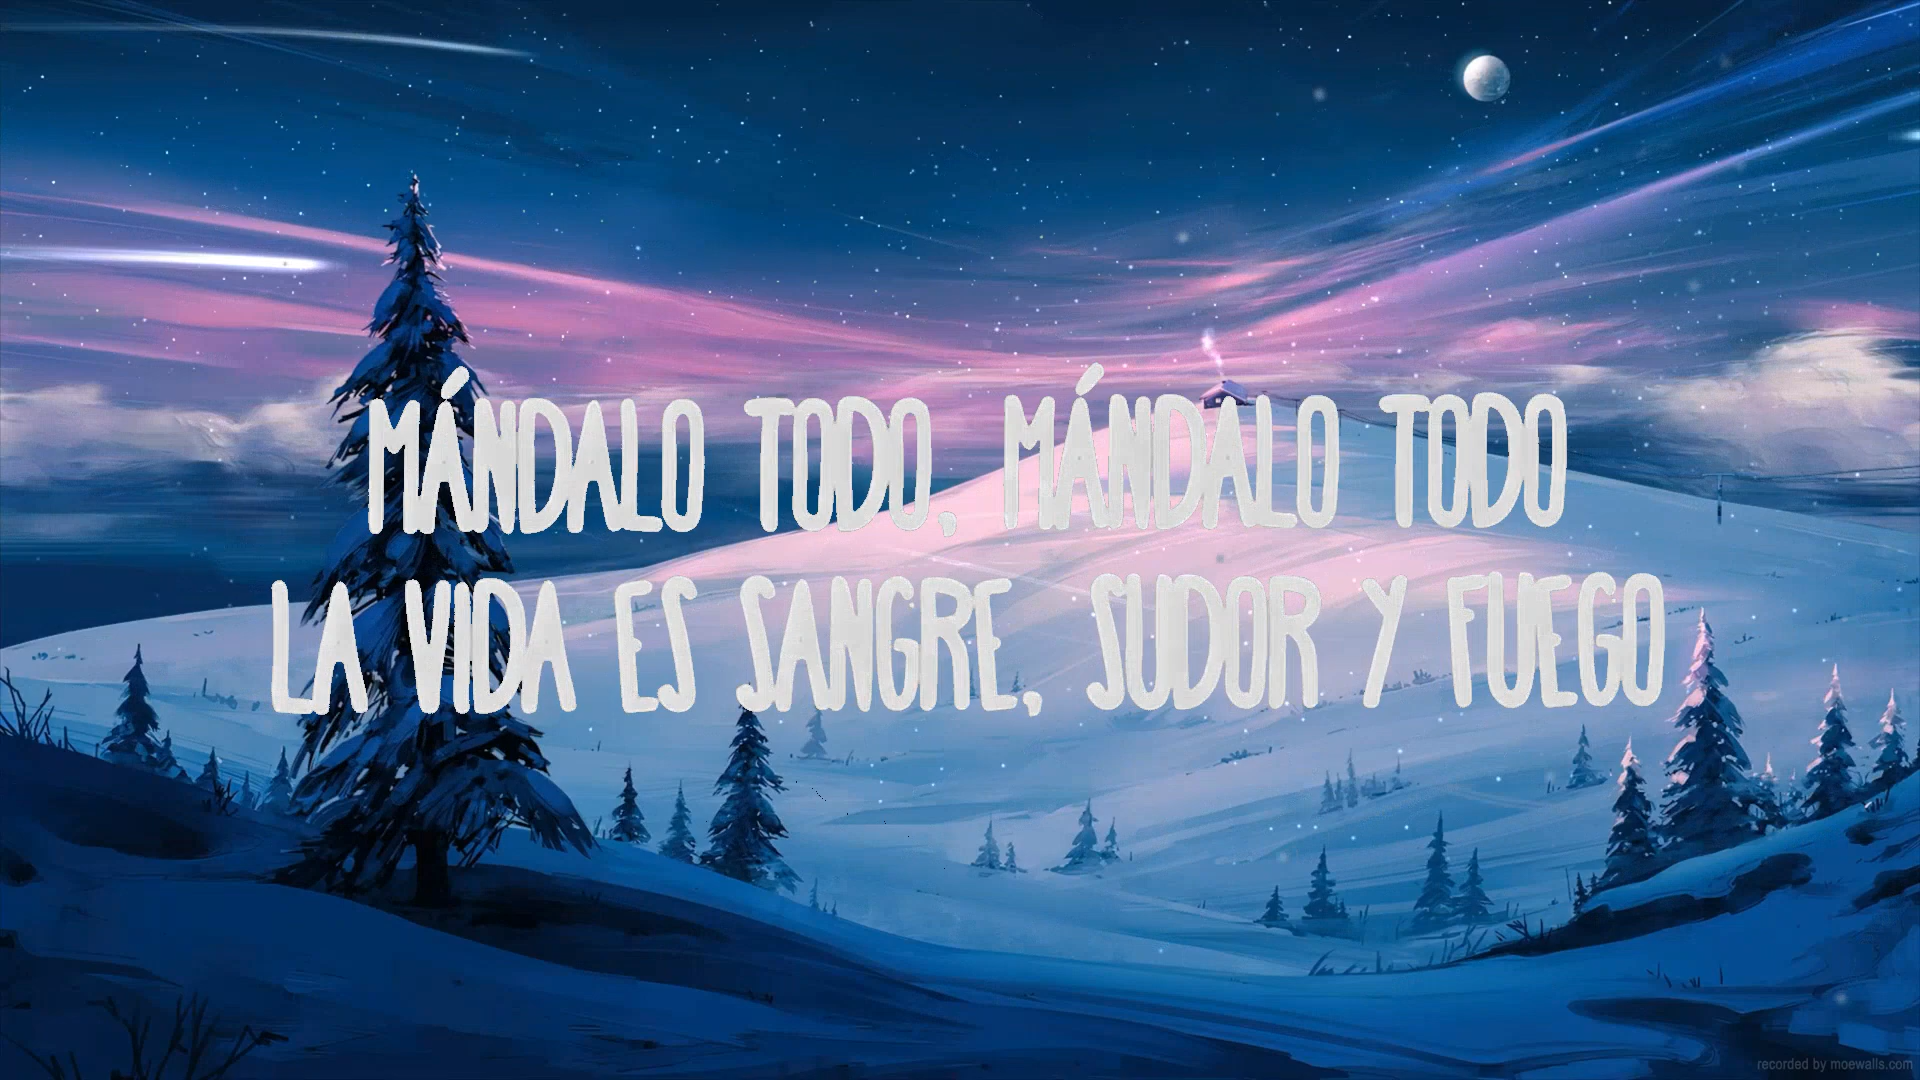 MÁNDALO TODO, MÁNDALO TODO
LA VIDA ES SANGRE, SUDOR Y FUEGO
recorded by moewalls.com